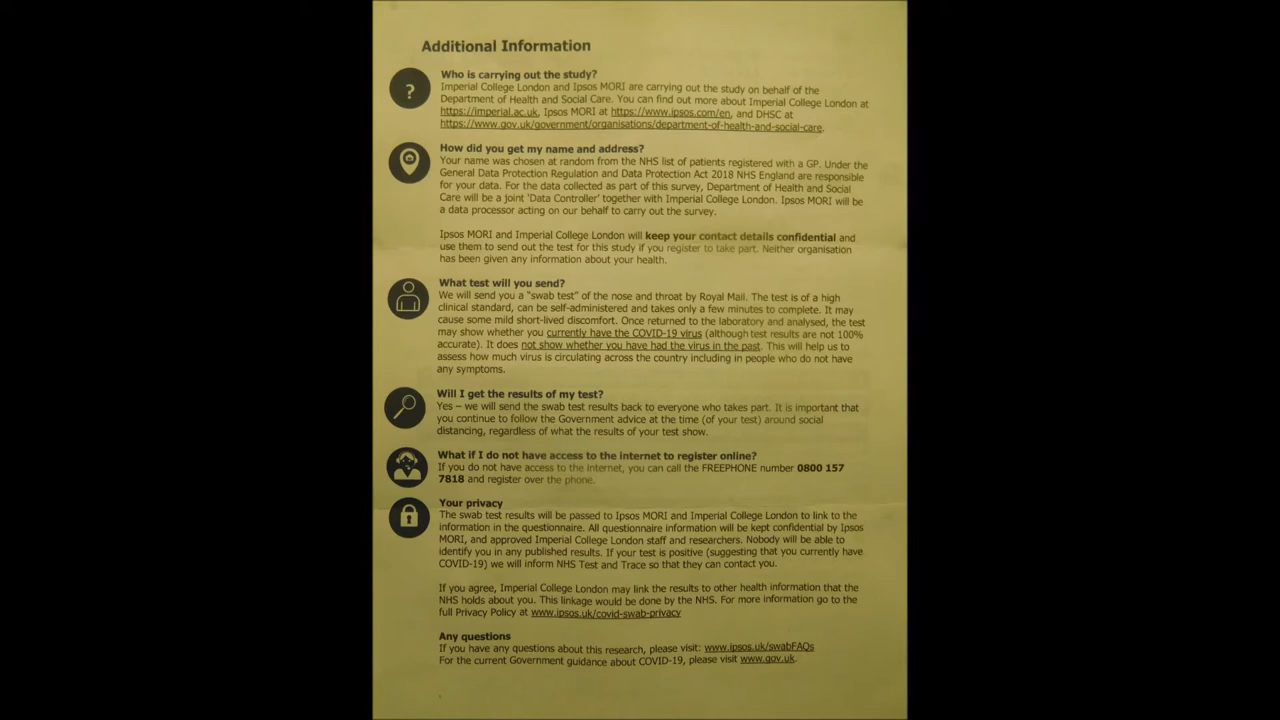 Additional Information
Who is carrying out the study?
Imperial College London and Ipsos MORI are carrying out the study on behalf of the
Department of Health and Social Care. You can find out more about Imperial College London at
https://imperial.ac.uk, Ipsos MORI at https://www.ipsos.com/en, and DHSC at
https://www.gov.uk/government/organisations/department-of-health-and-social-care.
How did you get my name and address?
Your name was chosen at random from the NHS list of patients registered with a GP. Under the
General Data Protection Regulation and Data Protection Act 2018 NHS England are responsible
for your data. For the data collected as part of this survey, Department of Health and Social
Care will be a joint 'Data Controller' together with Imperial College London. Ipsos MORI will be
a data processor acting on our behalf to carry out the survey.
Ipsos MORI and Imperial College London will keep your contact details confidential and
use them to send out the test for this study if you register to take part. Neither organisation
has been given any information about your health.
What test will you send?
We will send you a "swab test" of the nose and throat by Royal Mail. The test is of a high
clinical standard, can be self-administered and takes only a few minutes to complete. It may
cause some mild short-lived discomfort. Once returned to the laboratory and analysed, the test
may show whether you currently have the COVID-19 virus (although test results are not 100%
accurate). It does not show whether you have had the virus in the past. This will help us to
assess how much virus is circulating across the country including in people who do not have
any symptoms.
Will I get the results of my test?
Yes – we will send the swab test results back to everyone who takes part. It is important that
you continue to follow the Government advice at the time (of your test) around social
distancing, regardless of what the results of your test show.
What if I do not have access to the internet to register online?
If you do not have access to the internet, you can call the FREEPHONE number 0800 157
7818 and register over the phone.
Your privacy
The swab test results will be passed to Ipsos MORI and Imperial College London to link to the
information in the questionnaire. All questionnaire information will be kept confidential by Ipsos
MORI, and approved Imperial College London staff and researchers. Nobody will be able to
identify you in any published results. If your test is positive (suggesting that you currently have
COVID-19) we will inform NHS Test and Trace so that they can contact you.
If you agree, Imperial College London may link the results to other health information that the
NHS holds about you. This linkage would be done by the NHS. For more information go to the
full Privacy Policy at www.ipsos.uk/covid-swab-privacy
Any questions
If you have any questions about this research, please visit: www.ipsos.uk/swabFAQs
For the current Government guidance about COVID-19, please visit www.gov.uk.